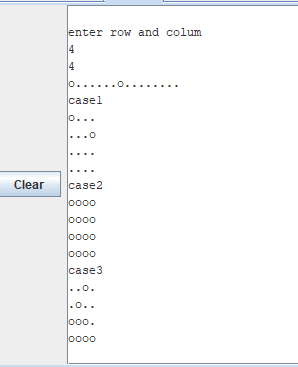 enter row and colum
4
4
o......o........
case1
o...
...o
....
....
Clear
case2
oooo
oooo
oooo
oooo
case3
..o.
.o..
ooo.
oooo